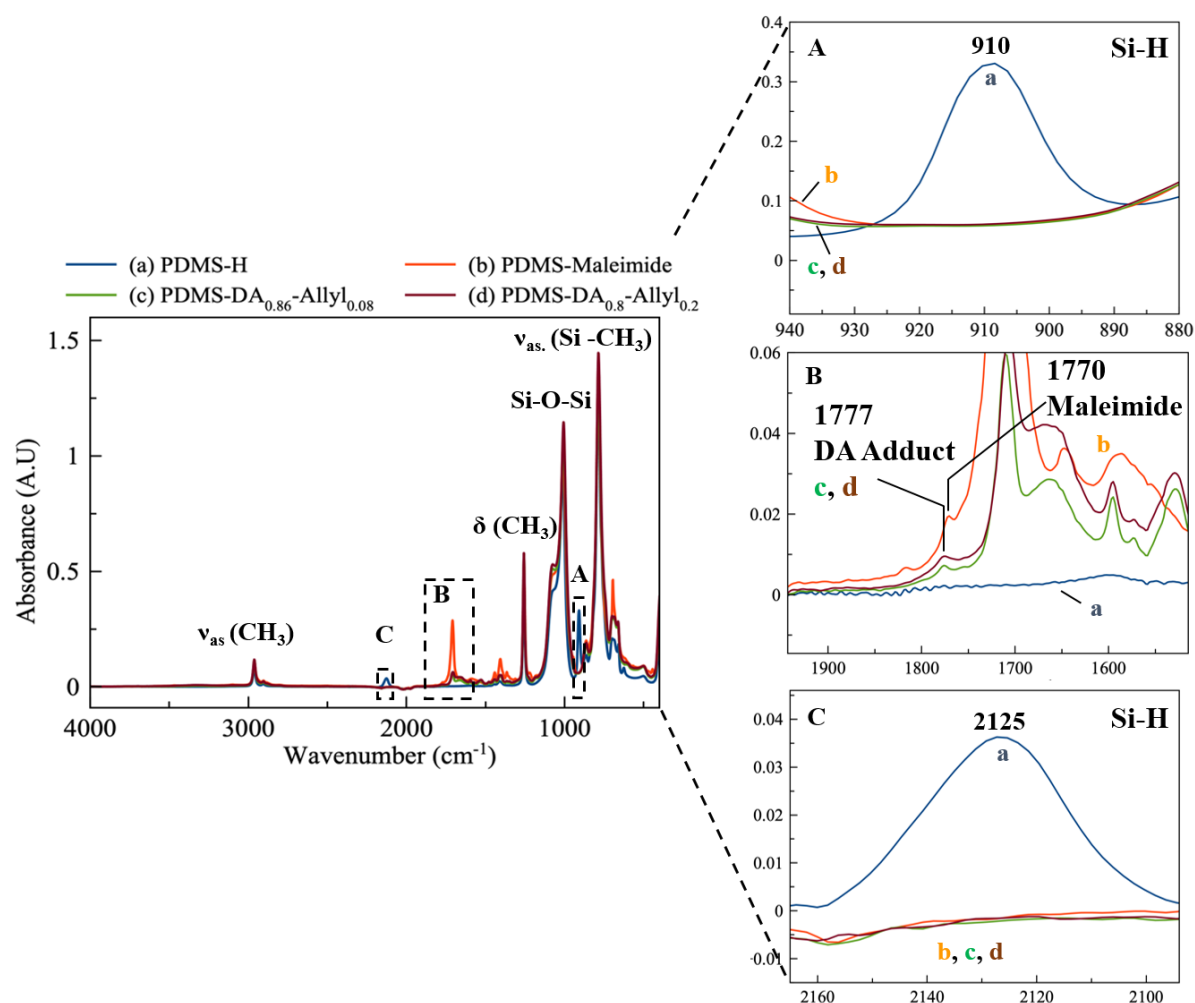 (a) PDMS-H
(b) PDMS-Maleimide
(c) PDMS-DA0.86-Allyl0.08
(d) PDMS-DA0.8-Allyl0.2
1.5
1
0.5
0
Absorbance (A.U)
νas. (Si -CH3)
Si-O-Si
δ (CH3)
A
B
C
νas (CH3)
4000 3000 2000 1000
Wavenumber (cm-1)
A
910
Si-H
a
b
c, d
0.4
0.3
0.2
0.1
0
940 930 920 910 900 890 880
B
1770
Maleimide
1777
DA Adduct
c, d
b
a
0.06
0.04
0.02
0
1900 1800 1700 1600
C
2125
Si-H
a
b, c, d
0.04
0.03
0.02
0.01
0
-0.01
2160 2140 2120 2100